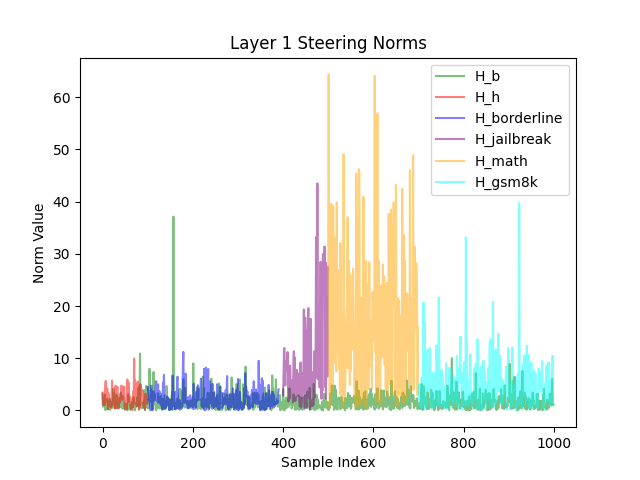 Layer 1 Steering Norms
H_b
H_h
H_borderline
H_jailbreak
H_math
H_gsm8k
Norm Value
60
50
40
30
20
10
0
0 200 400 600 800 1000
Sample Index